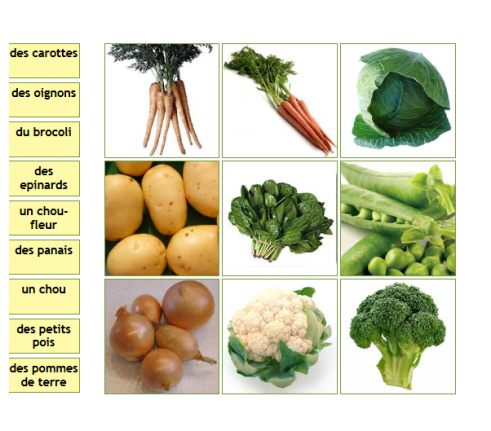 des carottes
des oignons
du brocoli
des
epinards
un chou-
fleur
des panais
un chou
des petits
pois
des pommes
de terre